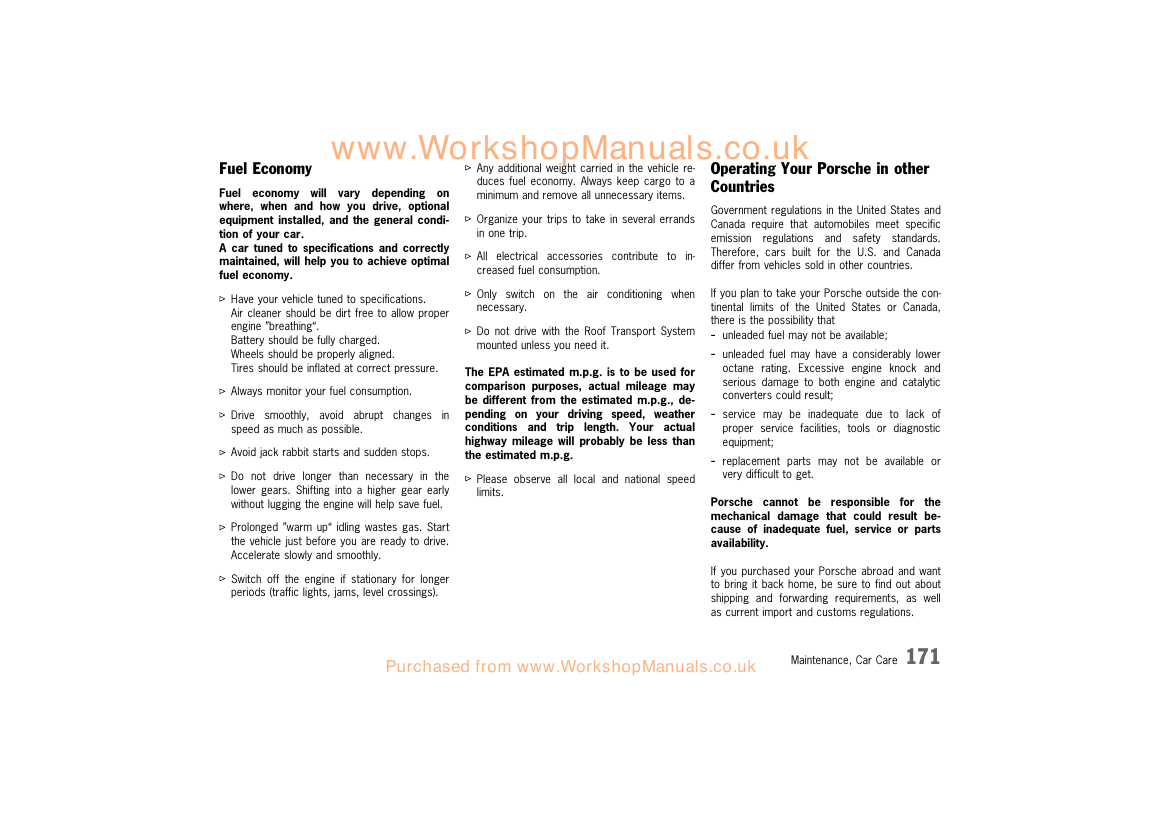 www.WorkshopManuals.co.uk
Fuel Economy
Fuel economy will vary depending on
where, when and how you drive, optional
equipment installed, and the general condi-
tion of your car.
A car tuned to specifications and correctly
maintained, will help you to achieve optimal
fuel economy.
▷ Have your vehicle tuned to specifications.
Air cleaner should be dirt free to allow proper
engine "breathing“.
Battery should be fully charged.
Wheels should be properly aligned.
Tires should be inflated at correct pressure.
▷ Always monitor your fuel consumption.
▷ Drive smoothly, avoid abrupt changes in
speed as much as possible.
▷ Avoid jack rabbit starts and sudden stops.
▷ Do not drive longer than necessary in the
lower gears. Shifting into a higher gear early
without lugging the engine will help save fuel.
▷ Prolonged "warm up“ idling wastes gas. Start
the vehicle just before you are ready to drive.
Accelerate slowly and smoothly.
▷ Switch off the engine if stationary for longer
periods (traffic lights, jams, level crossings).
▷ Any additional weight carried in the vehicle re-
duces fuel economy. Always keep cargo to a
minimum and remove all unnecessary items.
▷ Organize your trips to take in several errands
in one trip.
▷ All electrical accessories contribute to in-
creased fuel consumption.
▷ Only switch on the air conditioning when
necessary.
▷ Do not drive with the Roof Transport System
mounted unless you need it.
The EPA estimated m.p.g. is to be used for
comparison purposes, actual mileage may
be different from the estimated m.p.g., de-
pending on your driving speed, weather
conditions and trip length. Your actual
highway mileage will probably be less than
the estimated m.p.g.
▷ Please observe all local and national speed
limits.
Operating Your Porsche in other
Countries
Government regulations in the United States and
Canada require that automobiles meet specific
emission regulations and safety standards.
Therefore, cars built for the U.S. and Canada
differ from vehicles sold in other countries.
If you plan to take your Porsche outside the con-
tinental limits of the United States or Canada,
there is the possibility that
- unleaded fuel may not be available;
- unleaded fuel may have a considerably lower
octane rating. Excessive engine knock and
serious damage to both engine and catalytic
converters could result;
- service may be inadequate due to lack of
proper service facilities, tools or diagnostic
equipment;
- replacement parts may not be available or
very difficult to get.
Porsche cannot be responsible for the
mechanical damage that could result be-
cause of inadequate fuel, service or parts
availability.
If you purchased your Porsche abroad and want
to bring it back home, be sure to find out about
shipping and forwarding requirements, as well
as current import and customs regulations.
Maintenance, Car Care 171
Purchased from www.WorkshopManuals.co.uk